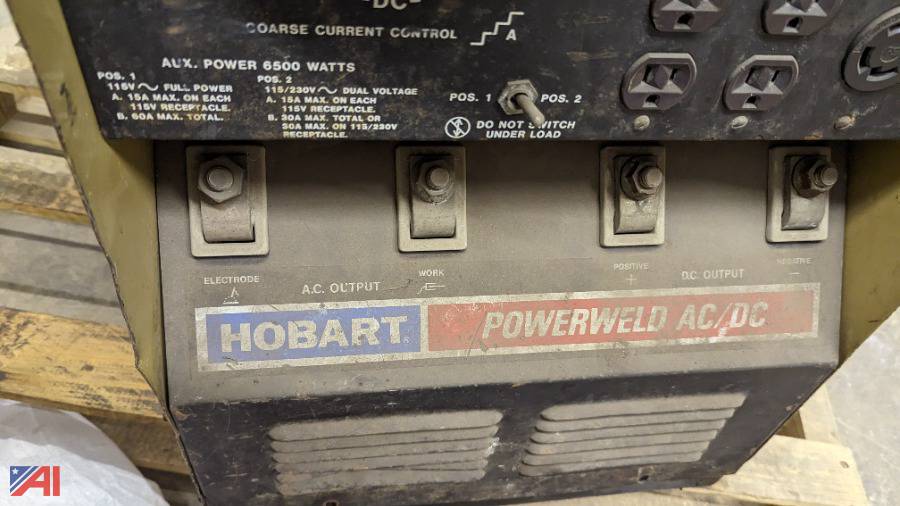 -DC-
COARSE CURRENT CONTROL A
AUX. POWER 6500 WATTS
POS. 1
115V ~ FULL POWER
A. 15A MAX. ON EACH
115V RECEPTACLE.
B. 60A MAX. TOTAL.
POS. 2
115/230V ~ DUAL VOLTAGE
A. 15A MAX. ON EACH
115V RECEPTACLE.
B. 30A MAX. TOTAL OR
30A MAX. ON 115/230V
RECEPTACLE.
POS. 1 POS. 2
DO NOT SWITCH
UNDER LOAD
ELECTRODE A.C. OUTPUT WORK
POSITIVE + D.C. OUTPUT NEGATIVE −
HOBART® POWERWELD AC/DC
AI